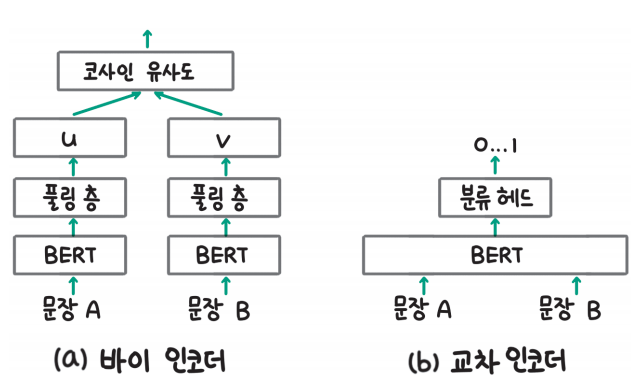 코사인 유사도
u
v
풀링 층
풀링 층
BERT
BERT
문장 A
문장 B
(a) 바이 인코더
0...1
분류 헤드
BERT
문장 A
문장 B
(b) 교차 인코더